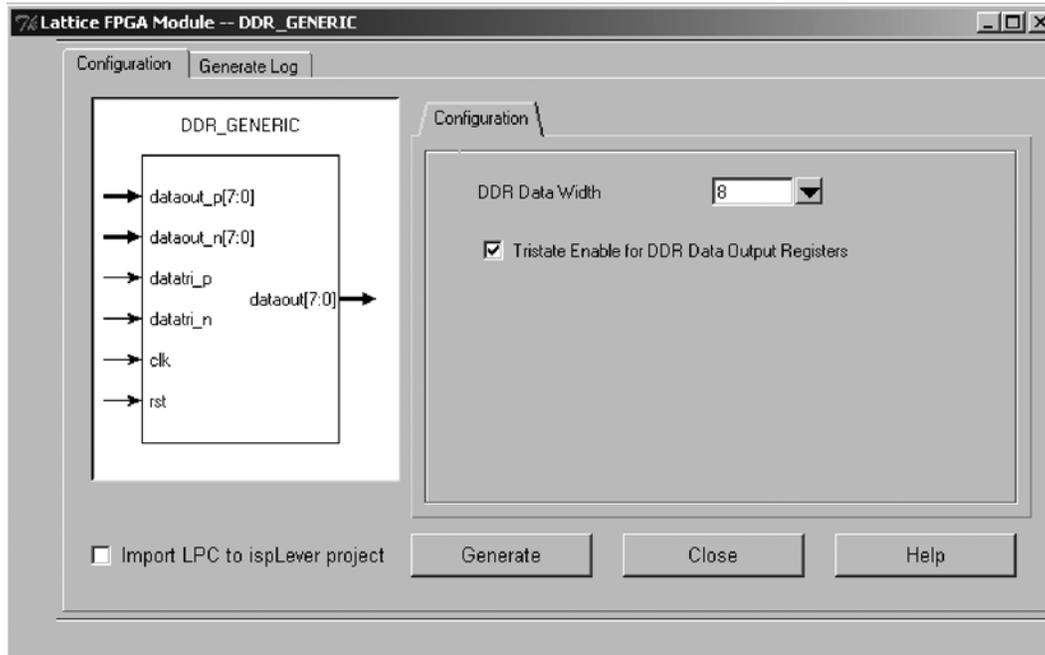 Lattice FPGA Module -- DDR_GENERIC
Configuration
Generate Log
DDR_GENERIC
dataout_p[7:0]
dataout_n[7:0]
datatri_p
dataout[7:0]
datatri_n
clk
rst
Configuration
DDR Data Width
8
Tristate Enable for DDR Data Output Registers
Import LPC to ispLever project
Generate
Close
Help